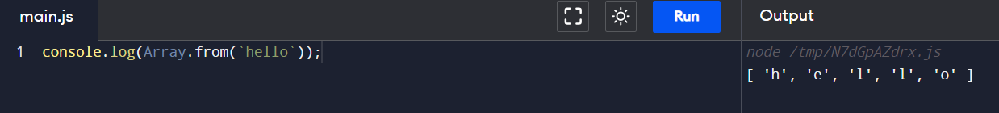 main.js
Run
Output
1 console.log(Array.from(`hello`));
node /tmp/N7dGpAZdrx.js
[ 'h', 'e', 'l', 'l', 'o' ]